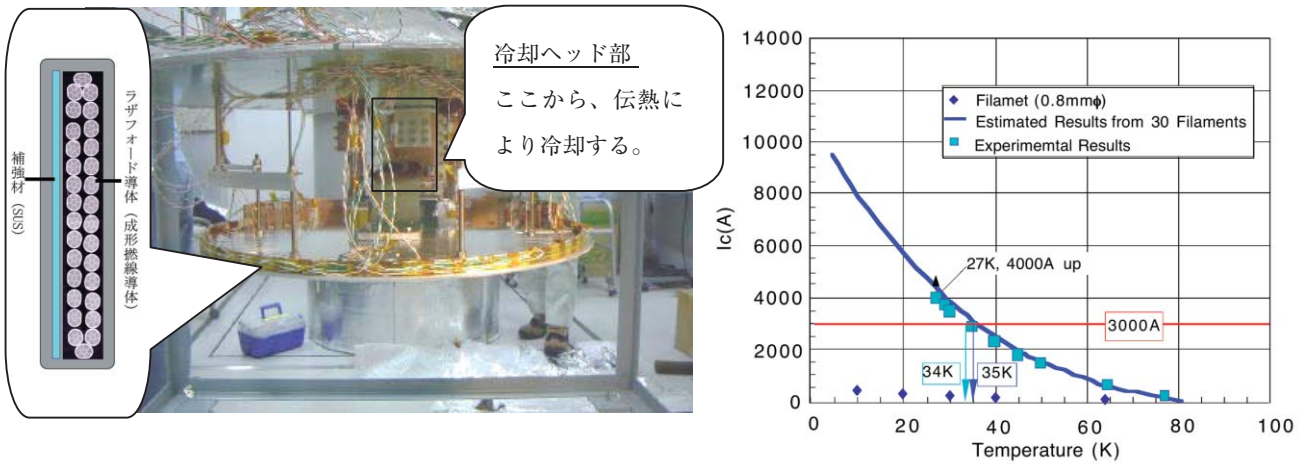 補強材 (SUS)
ラザフォード導体 (成形撚線導体)
冷却ヘッド部
ここから、伝熱に
より冷却する。
14000
12000
10000
8000
6000
4000
2000
0
Ic(A)
Filamet (0.8mmϕ)
Estimated Results from 30 Filaments
Experimemtal Results
27K, 4000A up
3000A
34K
35K
0
20
40
60
80
100
Temperature (K)